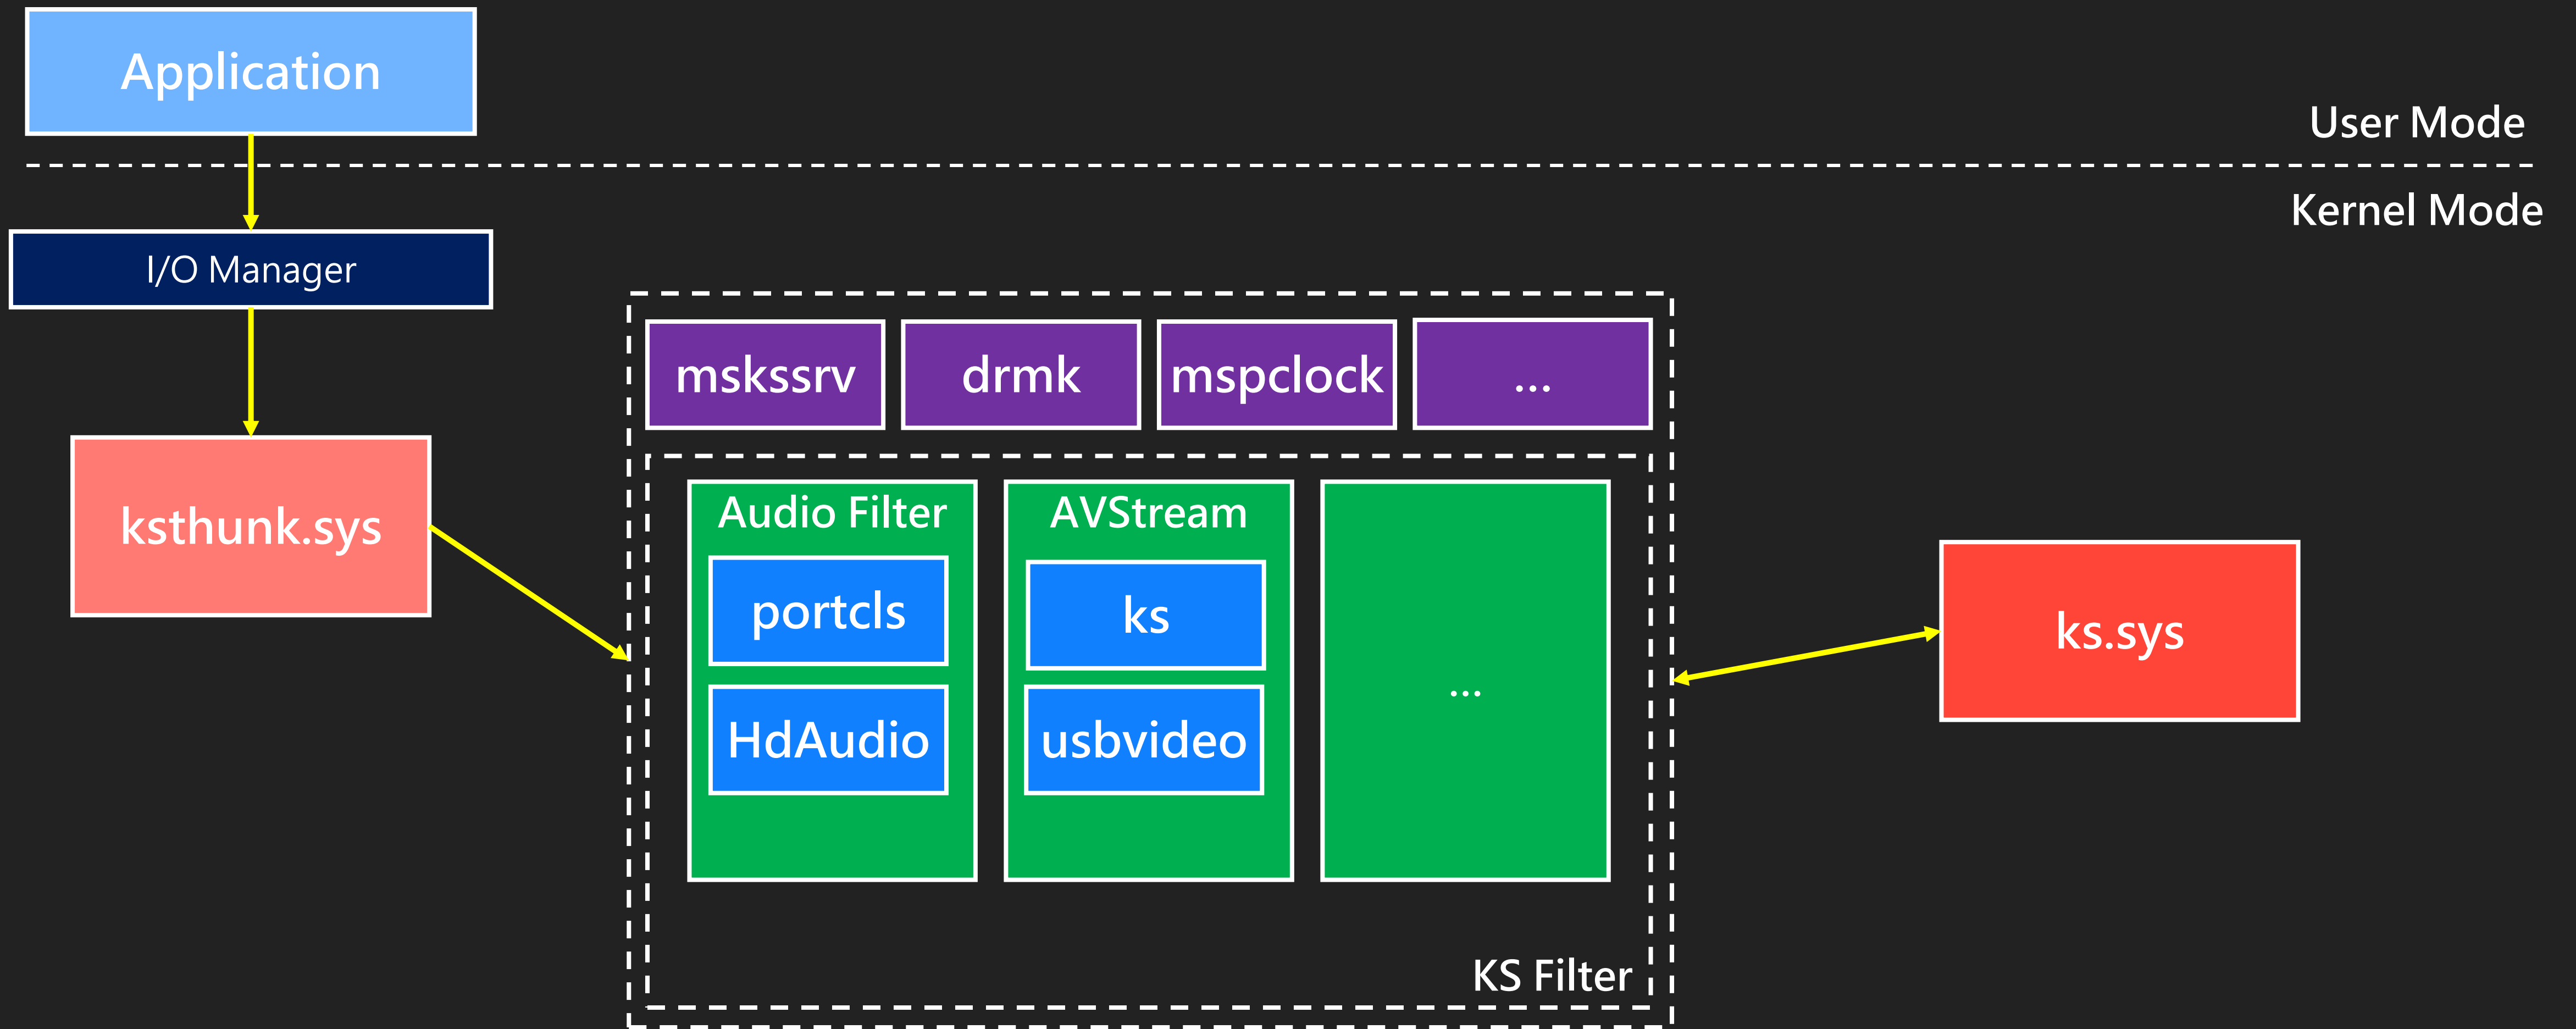 Application
User Mode
Kernel Mode
I/O Manager
mskssrv
drmk
mspclock
...
ksthunk.sys
Audio Filter
portcls
HdAudio
AVStream
ks
usbvideo
...
ks.sys
KS Filter